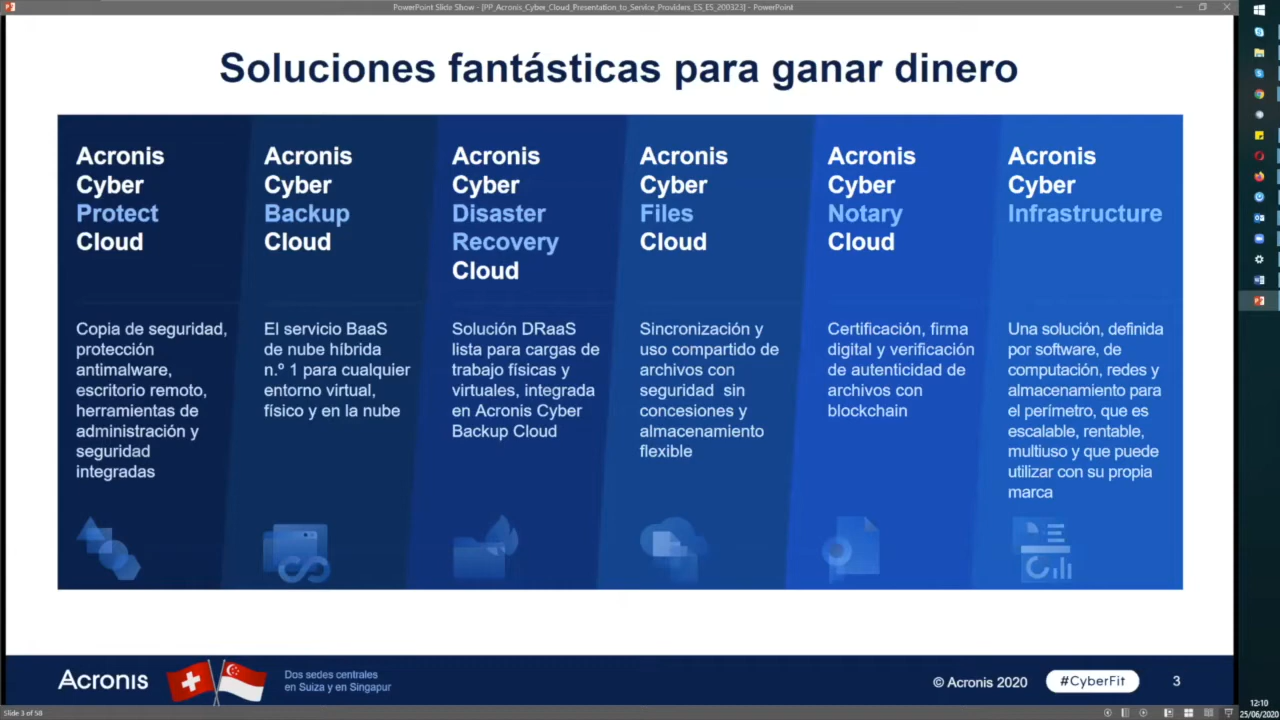 PowerPoint Slide Show - [PP_Acronis_Cyber_Cloud_Presentation_to_Service_Providers_ES_ES_200323] - PowerPoint
Soluciones fantásticas para ganar dinero
Acronis
Cyber
Protect
Cloud
Copia de seguridad,
protección
antimalware,
escritorio remoto,
herramientas de
administración y
seguridad
integradas
Acronis
Cyber
Backup
Cloud
El servicio BaaS
de nube híbrida
n.º 1 para cualquier
entorno virtual,
físico y en la nube
Acronis
Cyber
Disaster
Recovery
Cloud
Solución DRaaS
lista para cargas de
trabajo físicas y
virtuales, integrada
en Acronis Cyber
Backup Cloud
Acronis
Cyber
Files
Cloud
Sincronización y
uso compartido de
archivos con
seguridad sin
concesiones y
almacenamiento
flexible
Acronis
Cyber
Notary
Cloud
Certificación, firma
digital y verificación
de autenticidad de
archivos con
blockchain
Acronis
Cyber
Infrastructure
Una solución, definida
por software, de
computación, redes y
almacenamiento para
el perímetro, que es
escalable, rentable,
multiuso y que puede
utilizar con su propia
marca
Acronis
Dos sedes centrales
en Suiza y en Singapur
© Acronis 2020
#CyberFit
3
Slide 3 of 58
12:10
25/06/2020